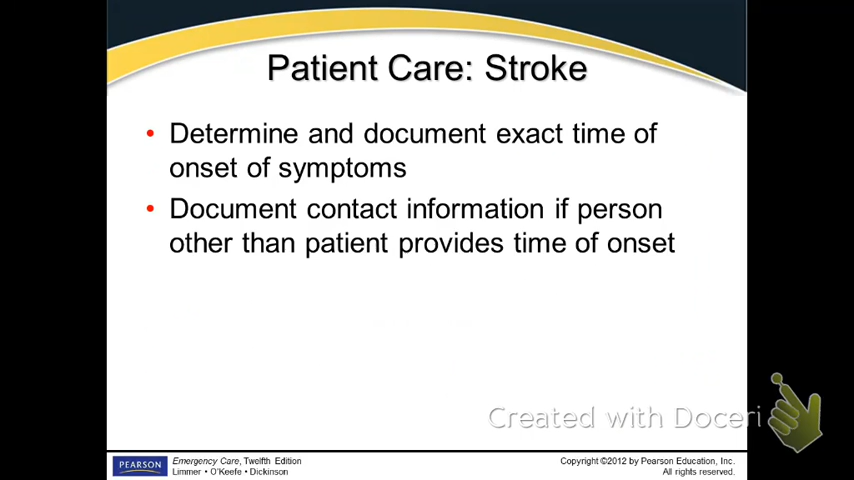 Patient Care: Stroke
• Determine and document exact time of
onset of symptoms
• Document contact information if person
other than patient provides time of onset
Created with Doceri
PEARSON
Emergency Care, Twelfth Edition
Limmer • O'Keefe • Dickinson
Copyright ©2012 by Pearson Education, Inc.
All rights reserved.